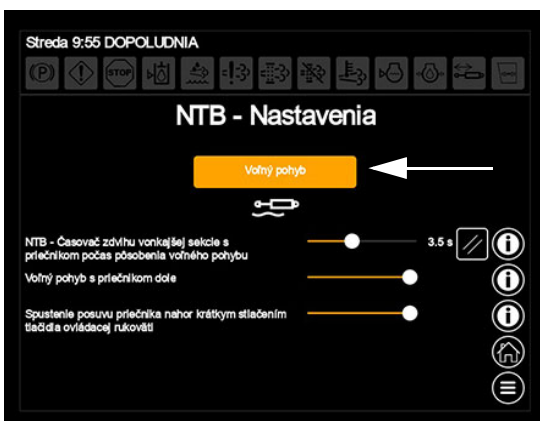 Streda 9:55 DOPOLUDNIA
(P) STOP
NTB - Nastavenia
Voľný pohyb
NTB - Časovač zdvihu vonkajšej sekcie s 3.5 s
priečnikom počas pôsobenia voľného pohybu
Voľný pohyb s priečnikom dole
Spustenie posuvu priečnika nahor krátkym stlačením
tlačidla ovládacej rukoväti